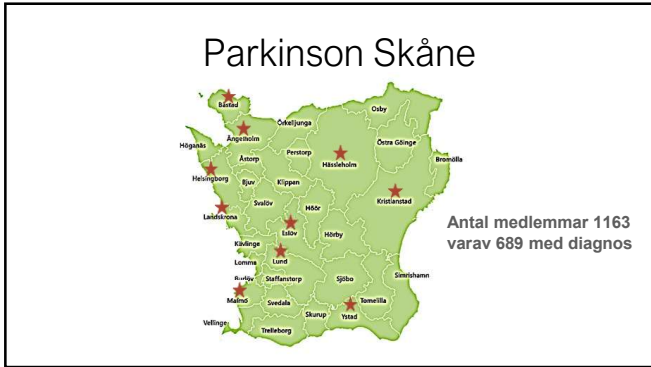 Parkinson Skåne
Båstad
Osby
Örkelljunga
Ängelholm
Höganäs
Östra Göinge
Perstorp
Åstorp
Hässleholm
Bromölla
Helsingborg
Bjuv
Klippan
Kristianstad
Svalöv
Landskrona
Höör
Eslöv
Hörby
Kävlinge
Lund
Lomma
Burlöv
Staffanstorp
Sjöbo
Simrishamn
Malmö
Svedala
Tomelilla
Skurup
Ystad
Vellinge
Trelleborg
Antal medlemmar 1163
varav 689 med diagnos